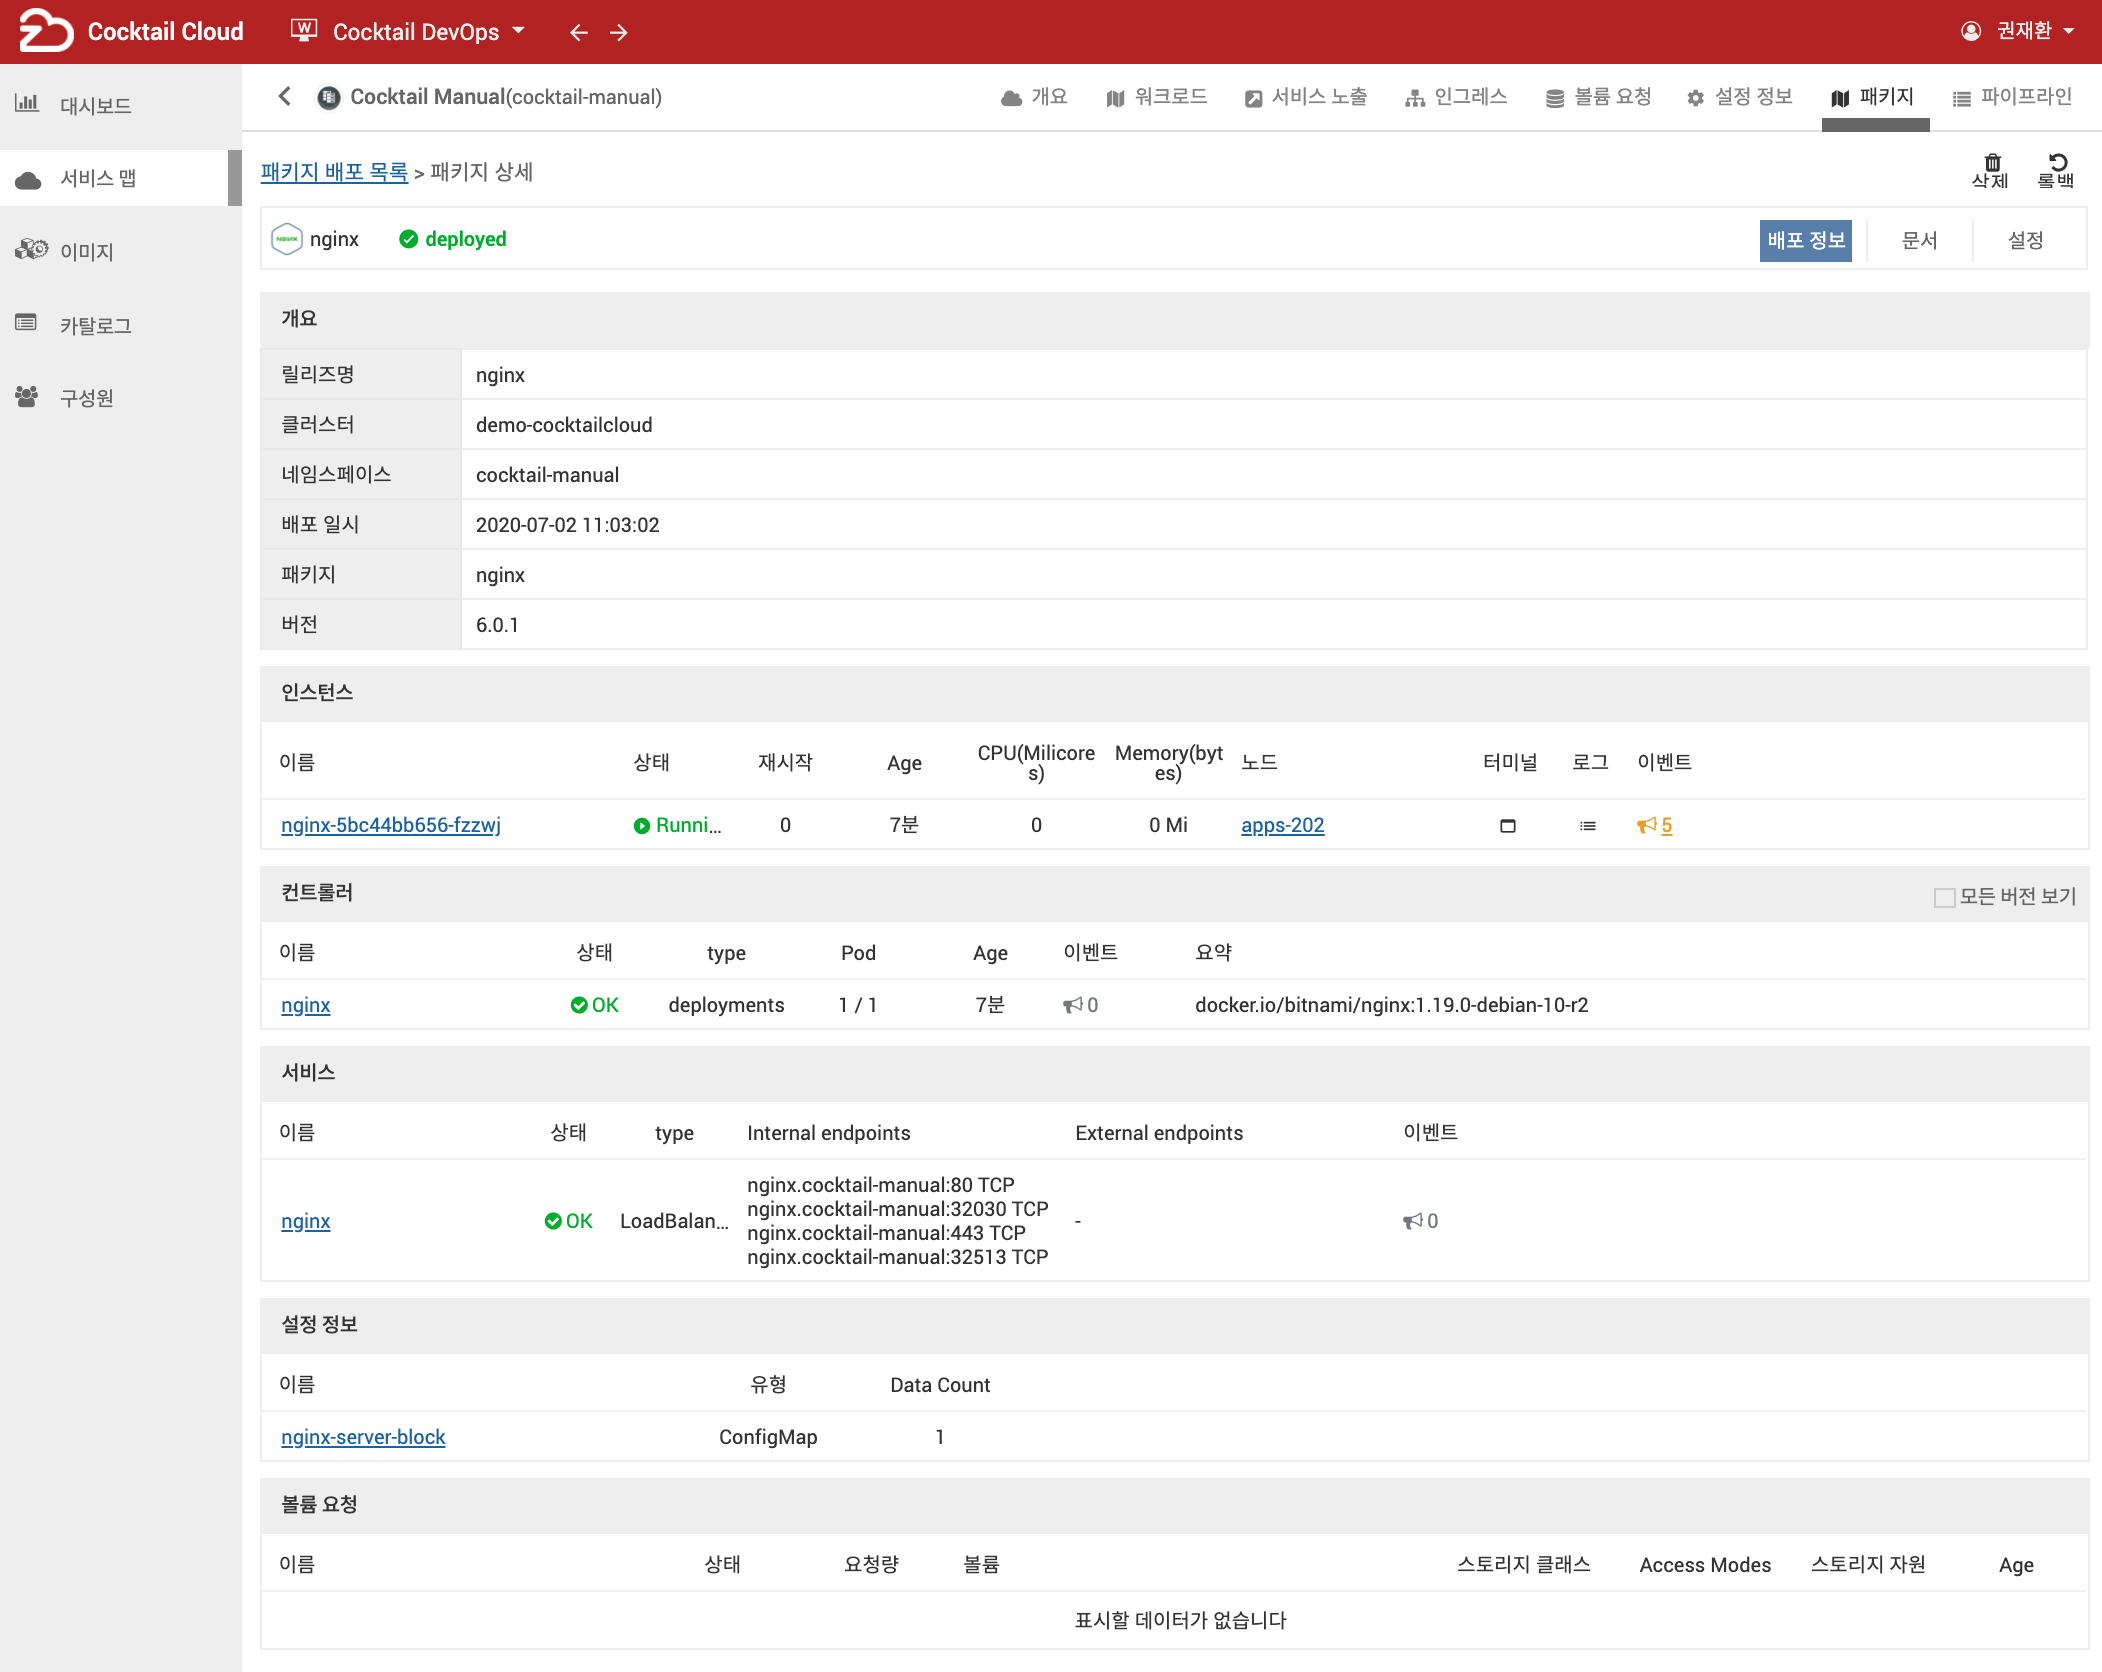 Cocktail Cloud
W Cocktail DevOps
권재환
대시보드
서비스 맵
이미지
카탈로그
구성원
Cocktail Manual(cocktail-manual)
개요
워크로드
서비스 노출
인그레스
볼륨 요청
설정 정보
패키지
파이프라인
패키지 배포 목록 > 패키지 상세
삭제
롤백
NGINX nginx
deployed
배포 정보
문서
설정
개요
릴리즈명 nginx
클러스터 demo-cocktailcloud
네임스페이스 cocktail-manual
배포 일시 2020-07-02 11:03:02
패키지 nginx
버전 6.0.1
인스턴스
이름 상태 재시작 Age CPU(Milicores) Memory(bytes) 노드 터미널 로그 이벤트
nginx-5bc44bb656-fzzwj Runni... 0 7분 0 0 Mi apps-202 5
컨트롤러
모든 버전 보기
이름 상태 type Pod Age 이벤트 요약
nginx OK deployments 1 / 1 7분 0 docker.io/bitnami/nginx:1.19.0-debian-10-r2
서비스
이름 상태 type Internal endpoints External endpoints 이벤트
nginx OK LoadBalan...
nginx.cocktail-manual:80 TCP
nginx.cocktail-manual:32030 TCP
nginx.cocktail-manual:443 TCP
nginx.cocktail-manual:32513 TCP
- 0
설정 정보
이름 유형 Data Count
nginx-server-block ConfigMap 1
볼륨 요청
이름 상태 요청량 볼륨 스토리지 클래스 Access Modes 스토리지 자원 Age
표시할 데이터가 없습니다